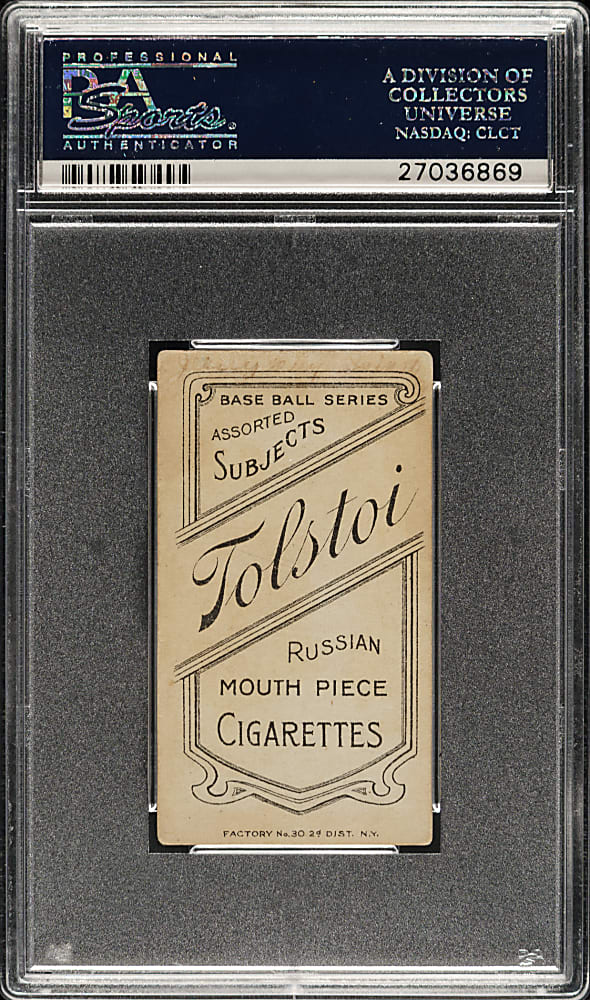 PROFESSIONAL
PSA
Sports.
AUTHENTICATOR
A DIVISION OF
COLLECTORS
UNIVERSE
NASDAQ: CLCT
27036869
BASE BALL SERIES
ASSORTED
SUBJECTS
Tolstoi
RUSSIAN
MOUTH PIECE
CIGARETTES
FACTORY No. 30 2d DIST. N.Y.